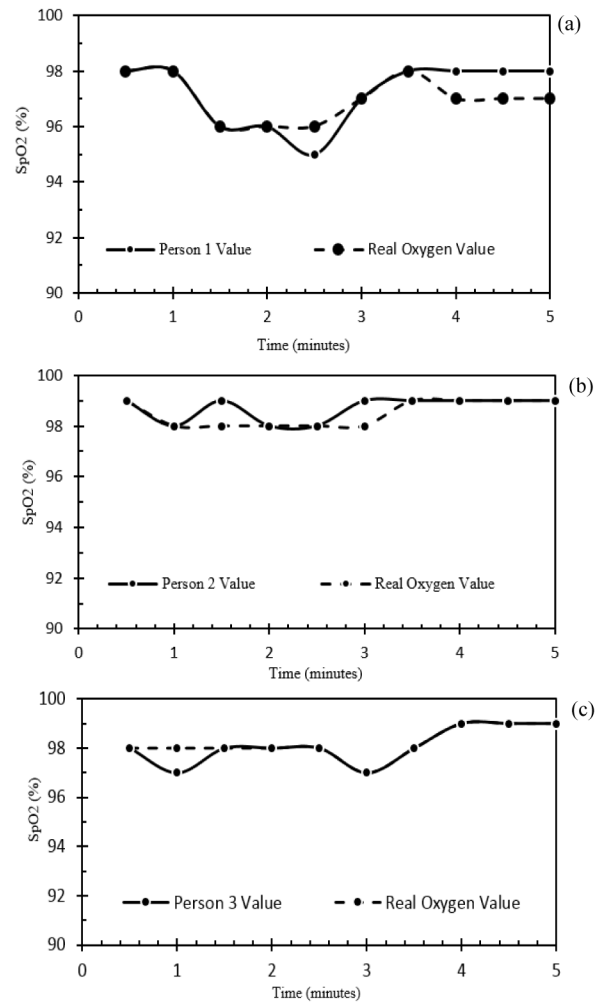 (a)
100
98
96
94
92
90
SpO2 (%)
Person 1 Value
Real Oxygen Value
0 1 2 3 4 5
Time (minutes)
(b)
100
98
96
94
92
90
SpO2 (%)
Person 2 Value
Real Oxygen Value
0 1 2 3 4 5
Time (minutes)
(c)
100
98
96
94
92
90
SpO2 (%)
Person 3 Value
Real Oxygen Value
0 1 2 3 4 5
Time (minutes)